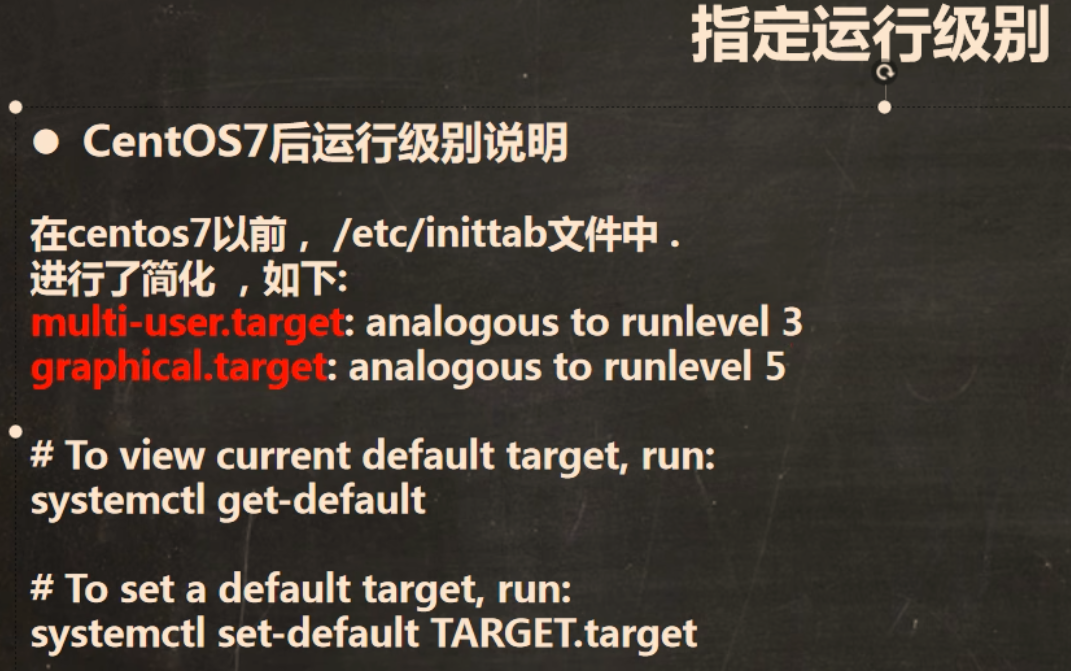 指定运行级别
● CentOS7后运行级别说明
在centos7以前， /etc/inittab文件中 .
进行了简化 ，如下:
multi-user.target: analogous to runlevel 3
graphical.target: analogous to runlevel 5
# To view current default target, run:
systemctl get-default
# To set a default target, run:
systemctl set-default TARGET.target